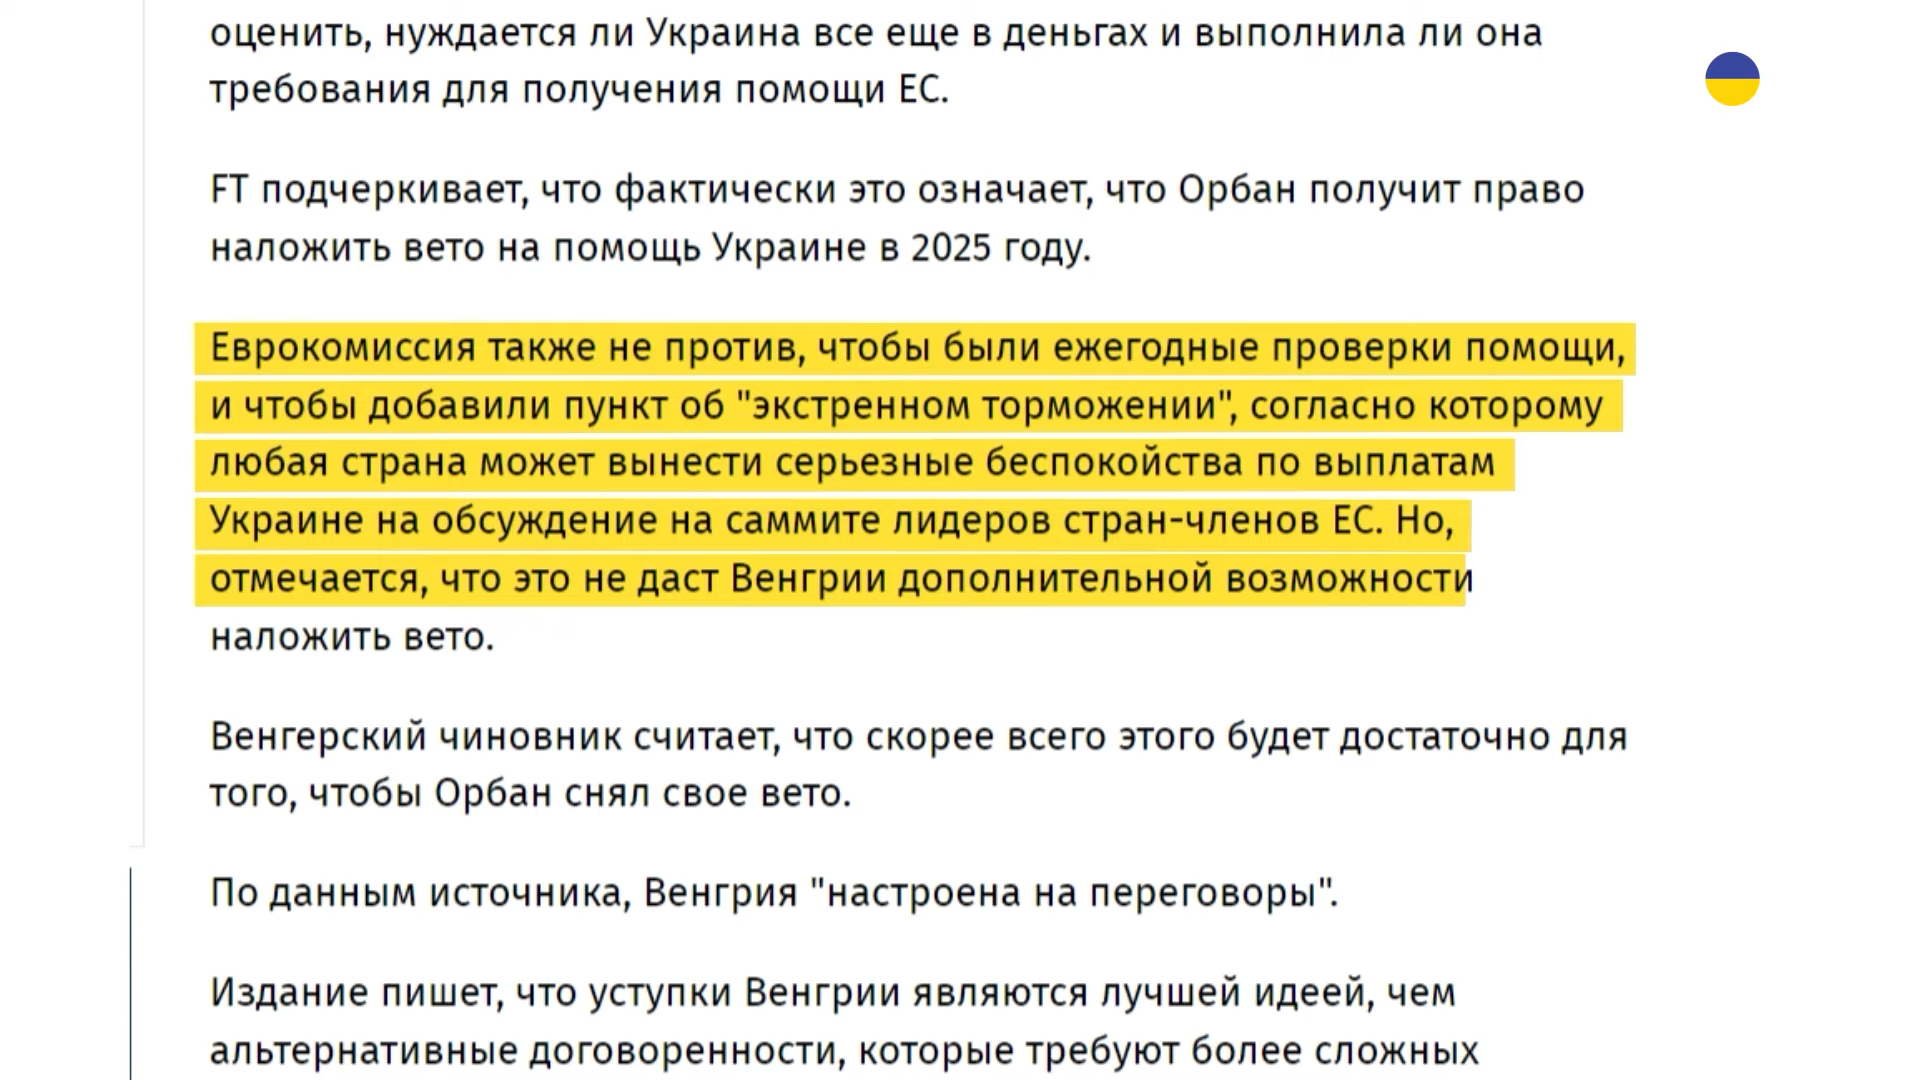 оценить, нуждается ли Украина все еще в деньгах и выполнила ли она
требования для получения помощи ЕС.
FT подчеркивает, что фактически это означает, что Орбан получит право
наложить вето на помощь Украине в 2025 году.
Еврокомиссия также не против, чтобы были ежегодные проверки помощи,
и чтобы добавили пункт об "экстренном торможении", согласно которому
любая страна может вынести серьезные беспокойства по выплатам
Украине на обсуждение на саммите лидеров стран-членов ЕС. Но,
отмечается, что это не даст Венгрии дополнительной возможности
наложить вето.
Венгерский чиновник считает, что скорее всего этого будет достаточно для
того, чтобы Орбан снял свое вето.
По данным источника, Венгрия "настроена на переговоры".
Издание пишет, что уступки Венгрии являются лучшей идеей, чем
альтернативные договоренности, которые требуют более сложных